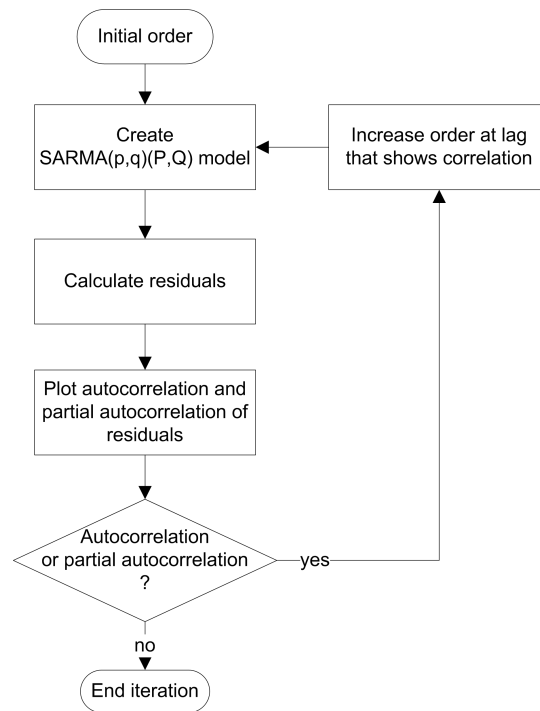 Initial order
Create
SARMA(p,q)(P,Q) model
Increase order at lag
that shows correlation
Calculate residuals
Plot autocorrelation and
partial autocorrelation of
residuals
Autocorrelation
or partial autocorrelation
?
yes
no
End iteration